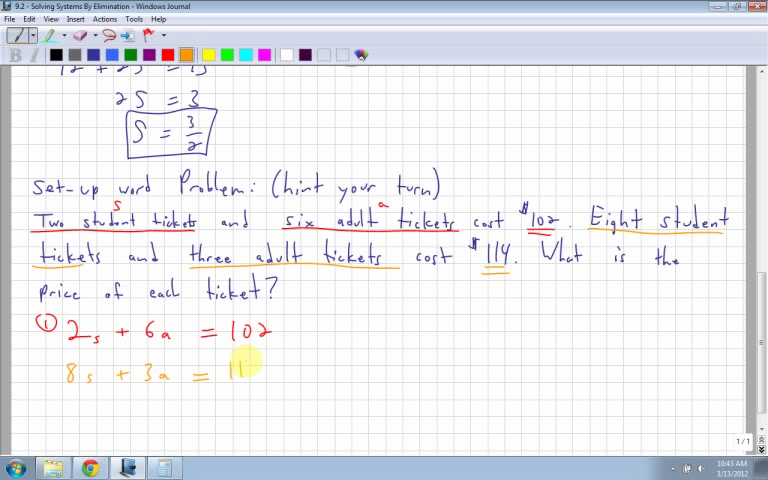 9.2 - Solving Systems By Elimination - Windows Journal
File Edit View Insert Actions Tools Help
B I
2S = 3
S = 3/2
Set-up word Problem: (hint your turn)
s a
Two student tickets and six adult tickets cost $102. Eight student
tickets and three adult tickets cost $114. What is the
price of each ticket?
① 2s + 6a = 102
8s + 3a = 11
1 / 1
10:43 AM
3/13/2012